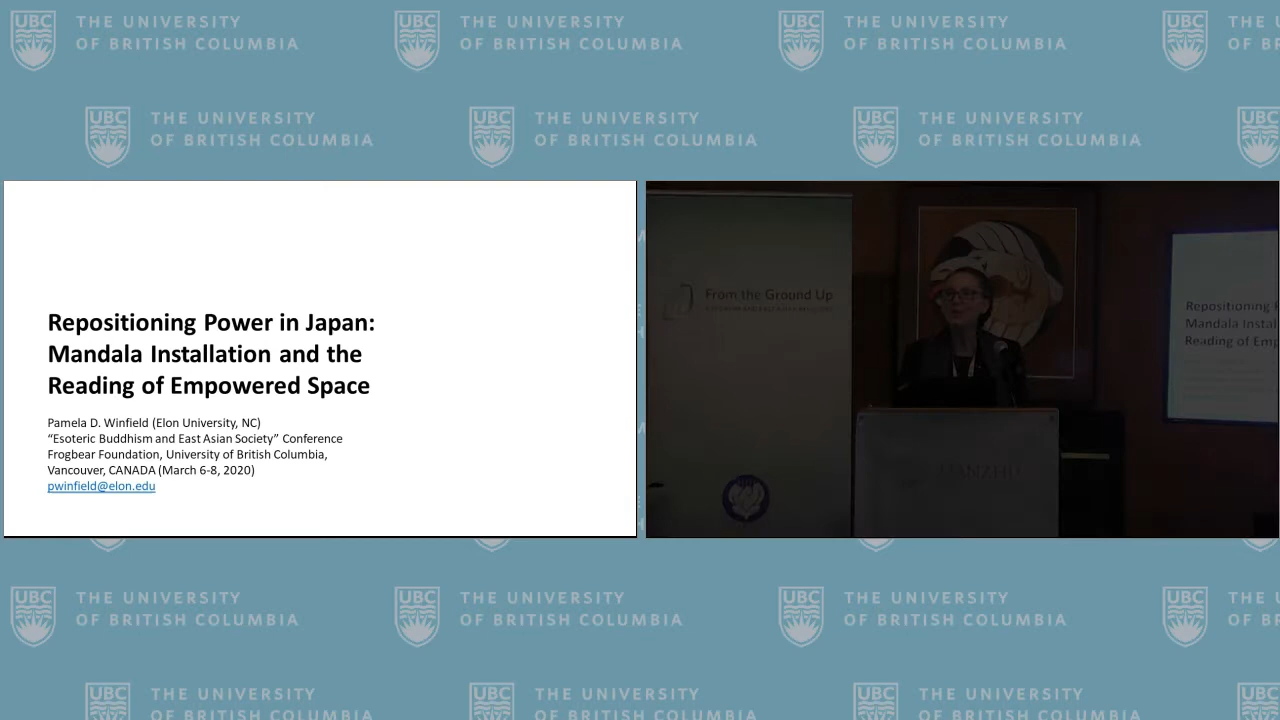 UBC THE UNIVERSITY OF BRITISH COLUMBIA
Repositioning Power in Japan:
Mandala Installation and the
Reading of Empowered Space
Pamela D. Winfield (Elon University, NC)
“Esoteric Buddhism and East Asian Society” Conference
Frogbear Foundation, University of British Columbia,
Vancouver, CANADA (March 6-8, 2020)
pwinfield@elon.edu
From the Ground Up
Repositioning
Mandala Instal
Reading of Emp